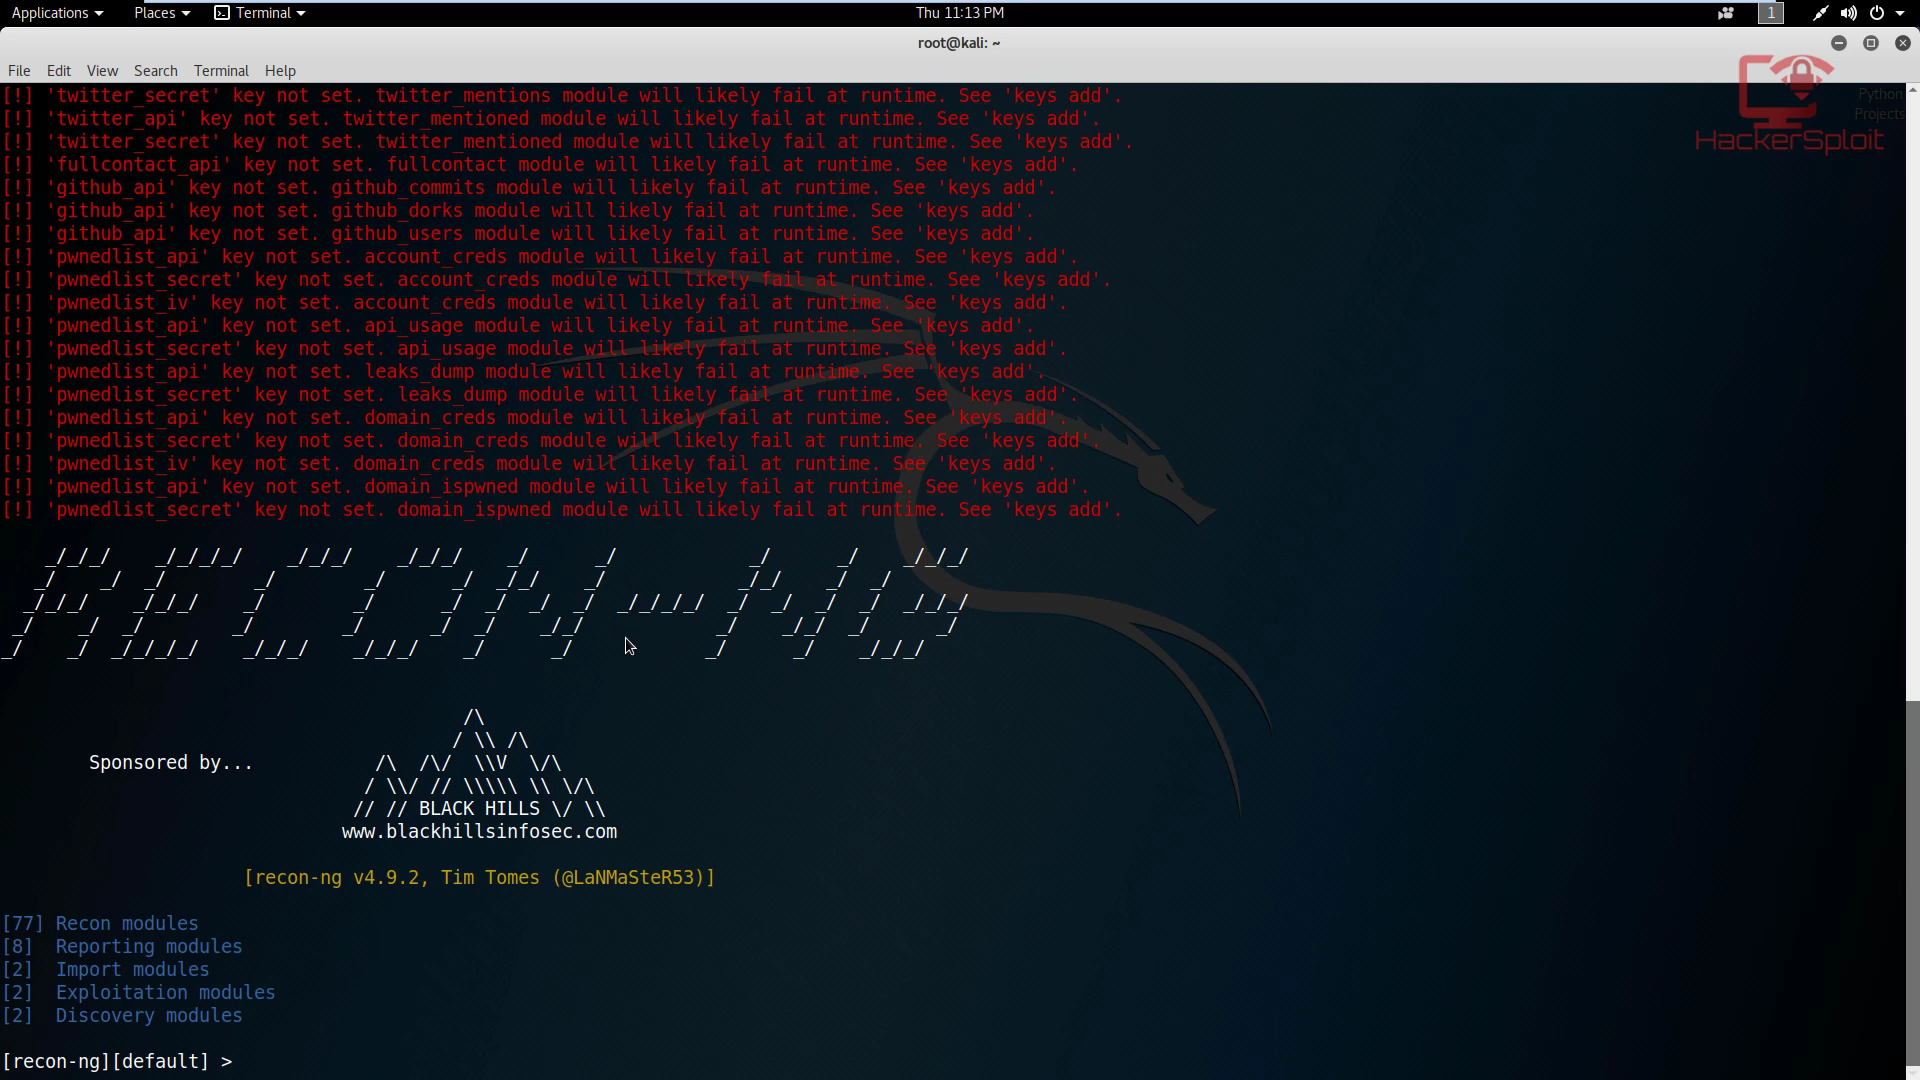 Applications Places Terminal Thu 11:13 PM 1
root@kali: ~
File Edit View Search Terminal Help
[!] 'twitter_secret' key not set. twitter_mentions module will likely fail at runtime. See 'keys add'.
[!] 'twitter_api' key not set. twitter_mentioned module will likely fail at runtime. See 'keys add'.
[!] 'twitter_secret' key not set. twitter_mentioned module will likely fail at runtime. See 'keys add'.
[!] 'fullcontact_api' key not set. fullcontact module will likely fail at runtime. See 'keys add'.
[!] 'github_api' key not set. github_commits module will likely fail at runtime. See 'keys add'.
[!] 'github_api' key not set. github_dorks module will likely fail at runtime. See 'keys add'.
[!] 'github_api' key not set. github_users module will likely fail at runtime. See 'keys add'.
[!] 'pwnedlist_api' key not set. account_creds module will likely fail at runtime. See 'keys add'.
[!] 'pwnedlist_secret' key not set. account_creds module will likely fail at runtime. See 'keys add'.
[!] 'pwnedlist_iv' key not set. account_creds module will likely fail at runtime. See 'keys add'.
[!] 'pwnedlist_api' key not set. api_usage module will likely fail at runtime. See 'keys add'.
[!] 'pwnedlist_secret' key not set. api_usage module will likely fail at runtime. See 'keys add'.
[!] 'pwnedlist_api' key not set. leaks_dump module will likely fail at runtime. See 'keys add'.
[!] 'pwnedlist_secret' key not set. leaks_dump module will likely fail at runtime. See 'keys add'.
[!] 'pwnedlist_api' key not set. domain_creds module will likely fail at runtime. See 'keys add'.
[!] 'pwnedlist_secret' key not set. domain_creds module will likely fail at runtime. See 'keys add'.
[!] 'pwnedlist_iv' key not set. domain_creds module will likely fail at runtime. See 'keys add'.
[!] 'pwnedlist_api' key not set. domain_ispwned module will likely fail at runtime. See 'keys add'.
[!] 'pwnedlist_secret' key not set. domain_ispwned module will likely fail at runtime. See 'keys add'.
Python
Projects
HackerSploit
RECON-NG
Sponsored by...
BLACK HILLS
www.blackhillsinfosec.com
[recon-ng v4.9.2, Tim Tomes (@LaNMaSteR53)]
[77] Recon modules
[8] Reporting modules
[2] Import modules
[2] Exploitation modules
[2] Discovery modules
[recon-ng][default] >